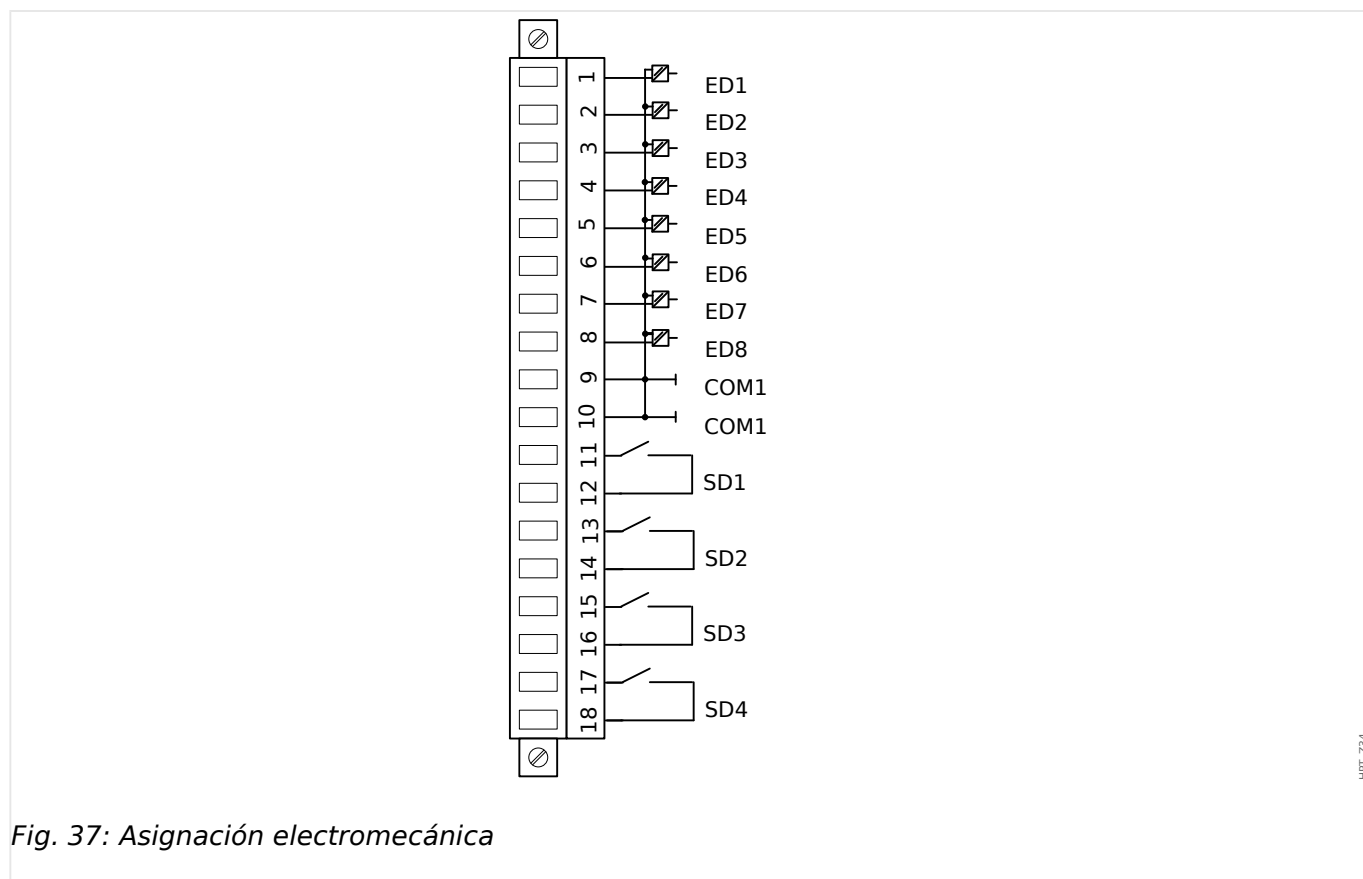 1 ED1
2 ED2
3 ED3
4 ED4
5 ED5
6 ED6
7 ED7
8 ED8
9 COM1
10 COM1
11
SD1
12
13
SD2
14
15
SD3
16
17
SD4
18
Fig. 37: Asignación electromecánica